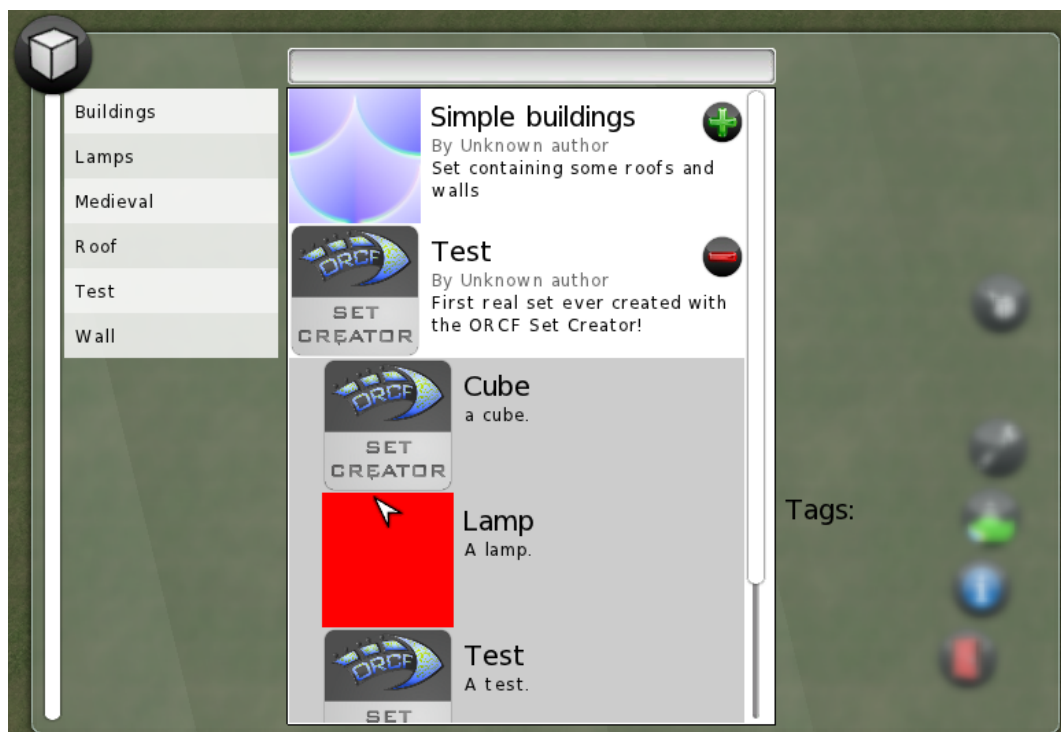 Buildings
Lamps
Medieval
Roof
Test
Wall
Simple buildings
By Unknown author
Set containing some roofs and
walls
ORCF
SET
CREATOR
Test
By Unknown author
First real set ever created with
the ORCF Set Creator!
ORCF
SET
CREATOR
Cube
a cube.
Lamp
A lamp.
ORCF
SET
Test
A test.
Tags: